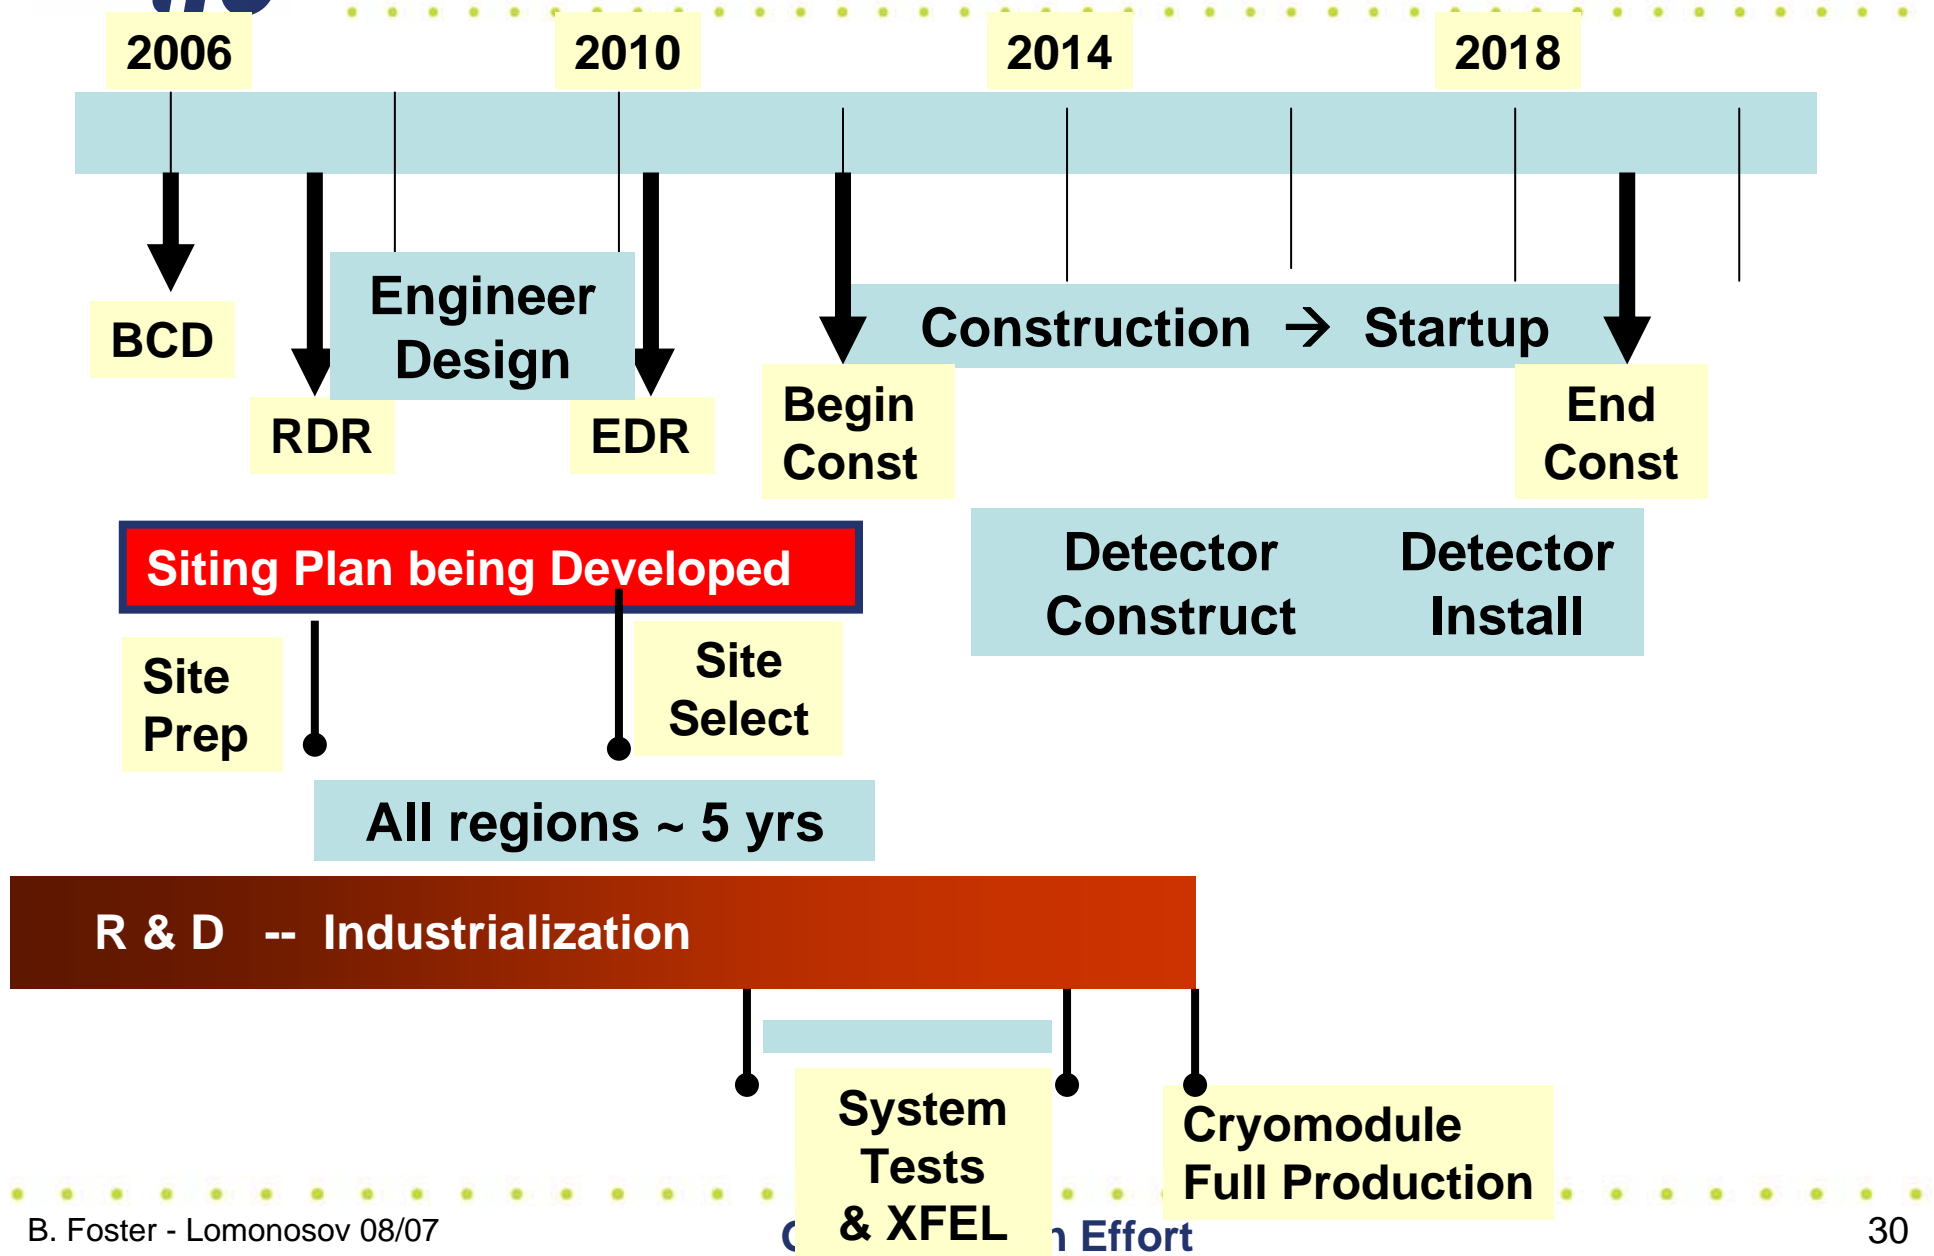 2006 2010 2014 2018
Engineer
Design
Construction → Startup
BCD
RDR
EDR
Begin
Const
End
Const
Siting Plan being Developed
Detector
Construct
Detector
Install
Site
Prep
Site
Select
All regions ~ 5 yrs
R & D -- Industrialization
System
Tests
& XFEL
Cryomodule
Full Production
B. Foster - Lomonosov 08/07
Effort
30